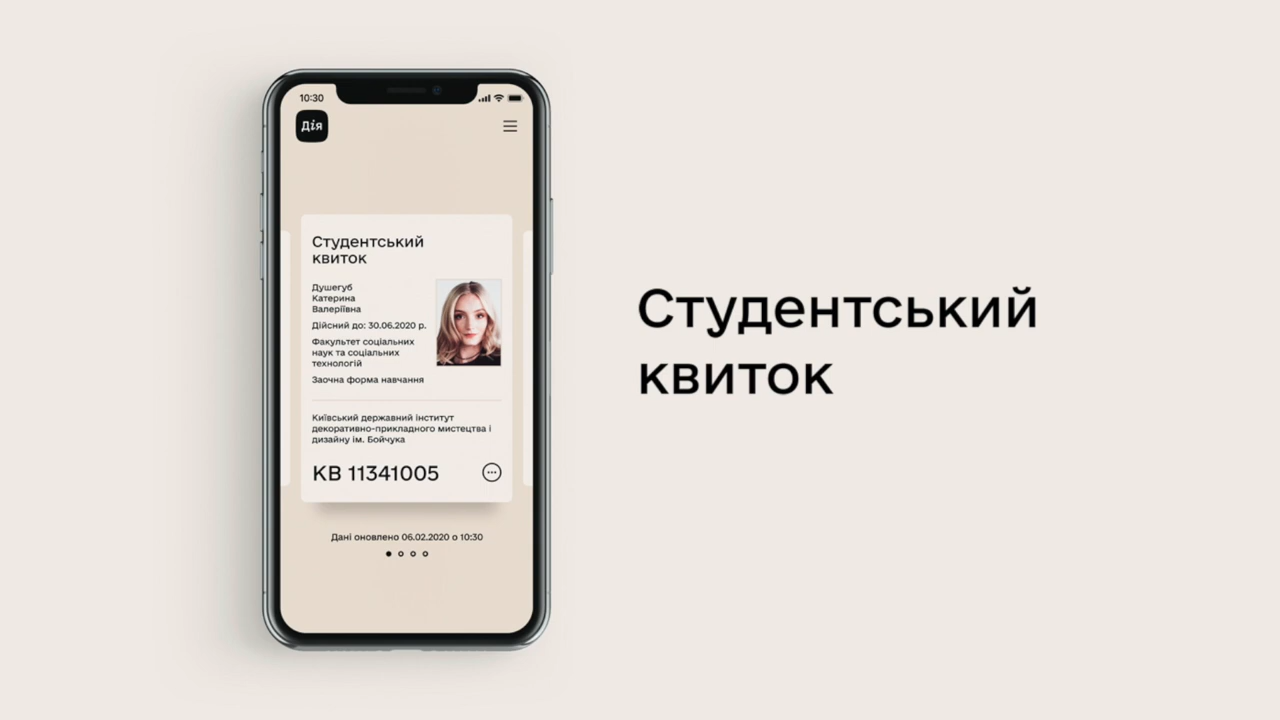 10:30
Дія
Студентський
квиток
Душегуб
Катерина
Валеріївна
Дійсний до: 30.06.2020 р.
Факультет соціальних
наук та соціальних
технологій
Заочна форма навчання
Київський державний інститут
декоративно-прикладного мистецтва і
дизайну ім. Бойчука
КВ 11341005
Дані оновлено 06.02.2020 о 10:30
Студентський
квиток